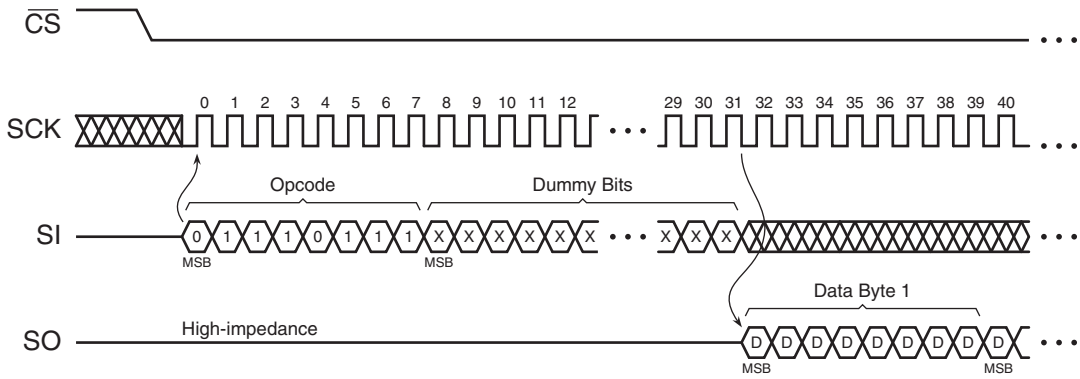 CS • • •
0 1 2 3 4 5 6 7 8 9 10 11 12 29 30 31 32 33 34 35 36 37 38 39 40
SCK • • • • • •
Opcode Dummy Bits
SI 0 1 1 1 0 1 1 1 X X X X X X • • • X X X • • •
MSB MSB
Data Byte 1
High-impedance
SO D D D D D D D D D • • •
MSB MSB